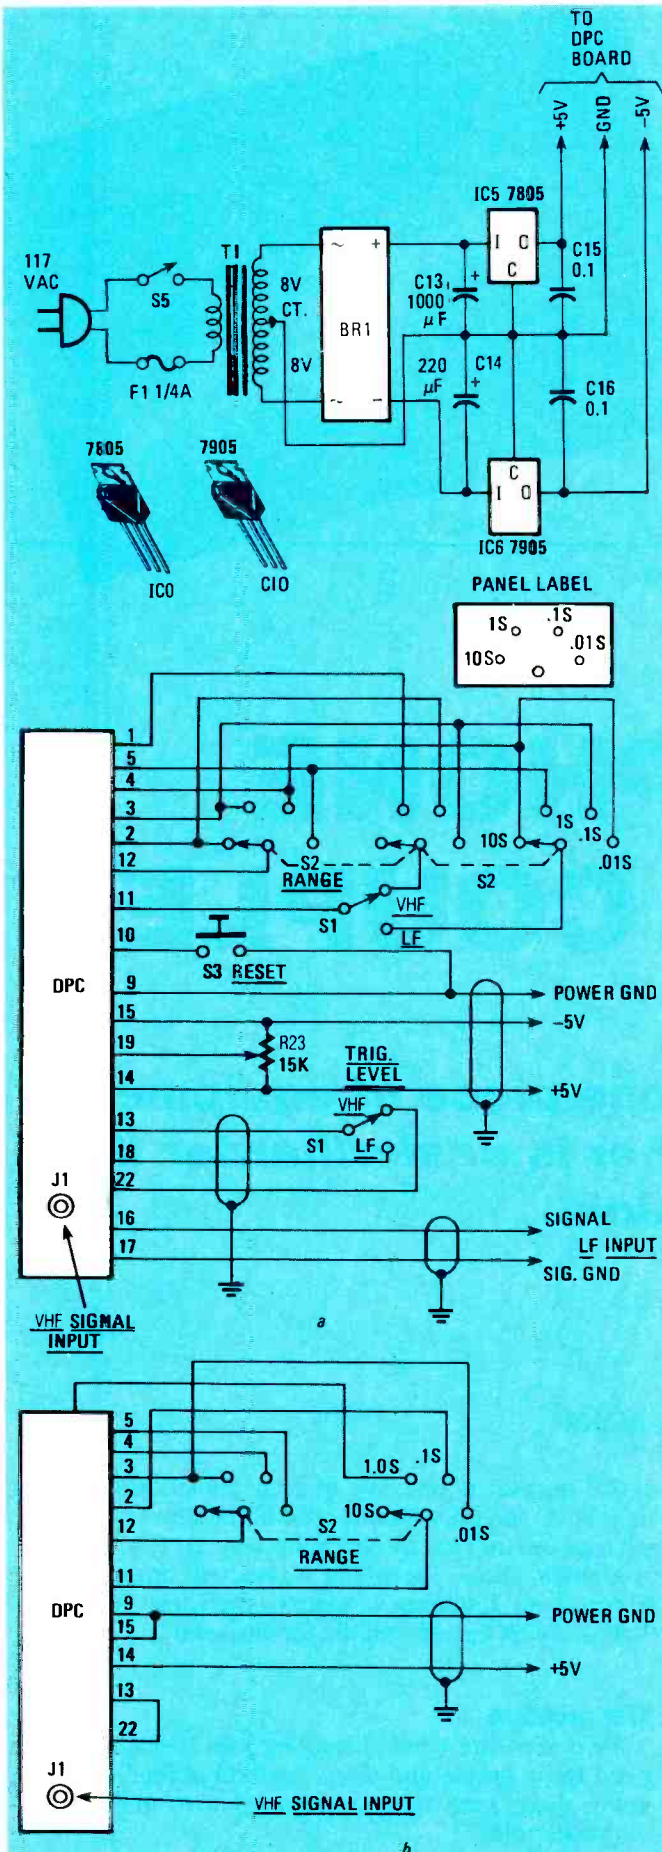 TO
DPC
BOARD
+5V
GND
-5V
IC5 7805
I O
C
C15
0.1
117
VAC
S5
F1 1/4A
T1
8V
CT.
8V
BR1
~ +
~ -
C13
1000
µF
+
220
µF
C14
+
C16
0.1
C
I O
IC6 7905
7805
ICO
7905
CIO
PANEL LABEL
1S
.1S
10S
.01S
1
5
4
3
2
12
11
10
9
15
19
14
13
18
22
16
17
DPC
S2
RANGE
10S
S2
1S
.1S
.01S
S1
VHF
LF
S3 RESET
POWER GND
-5V
R23
15K
TRIG.
LEVEL
+5V
VHF
S1
LF
J1
SIGNAL
LF INPUT
SIG. GND
VHF SIGNAL
INPUT
a
5
4
3
2
12
11
9
15
14
13
22
DPC
1.0S
.1S
10S
.01S
S2
RANGE
POWER GND
+5V
J1
VHF SIGNAL INPUT
b